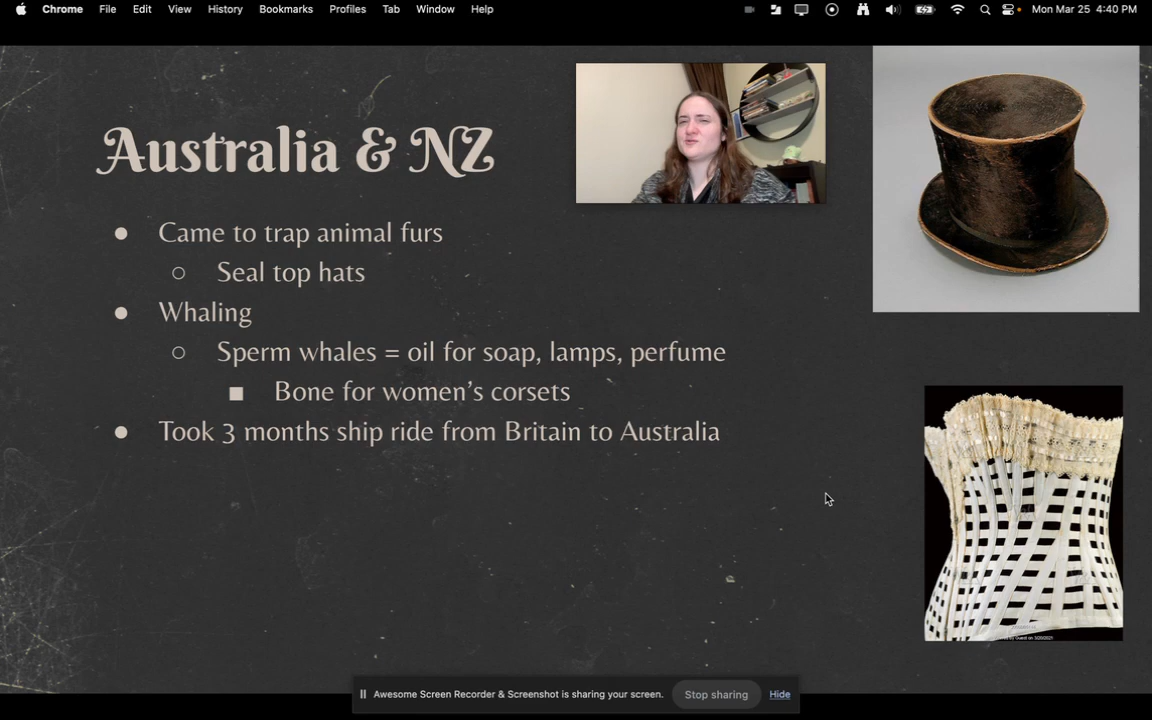 Chrome File Edit View History Bookmarks Profiles Tab Window Help Mon Mar 25 4:40 PM
Australia & NZ
● Came to trap animal furs
○ Seal top hats
● Whaling
○ Sperm whales = oil for soap, lamps, perfume
■ Bone for women's corsets
● Took 3 months ship ride from Britain to Australia
Awesome Screen Recorder & Screenshot is sharing your screen. Stop sharing Hide